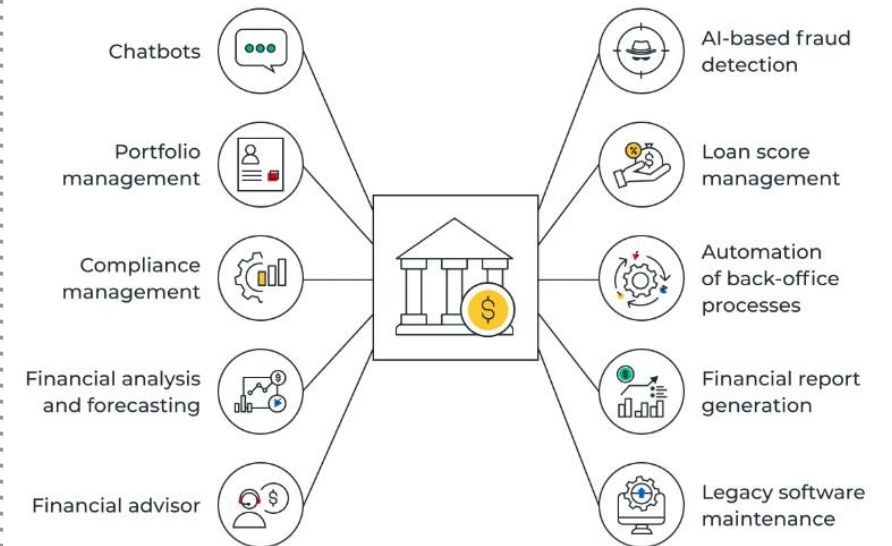 Chatbots
Portfolio
management
Compliance
management
Financial analysis
and forecasting
Financial advisor
AI-based fraud
detection
Loan score
management
Automation
of back-office
processes
Financial report
generation
Legacy software
maintenance